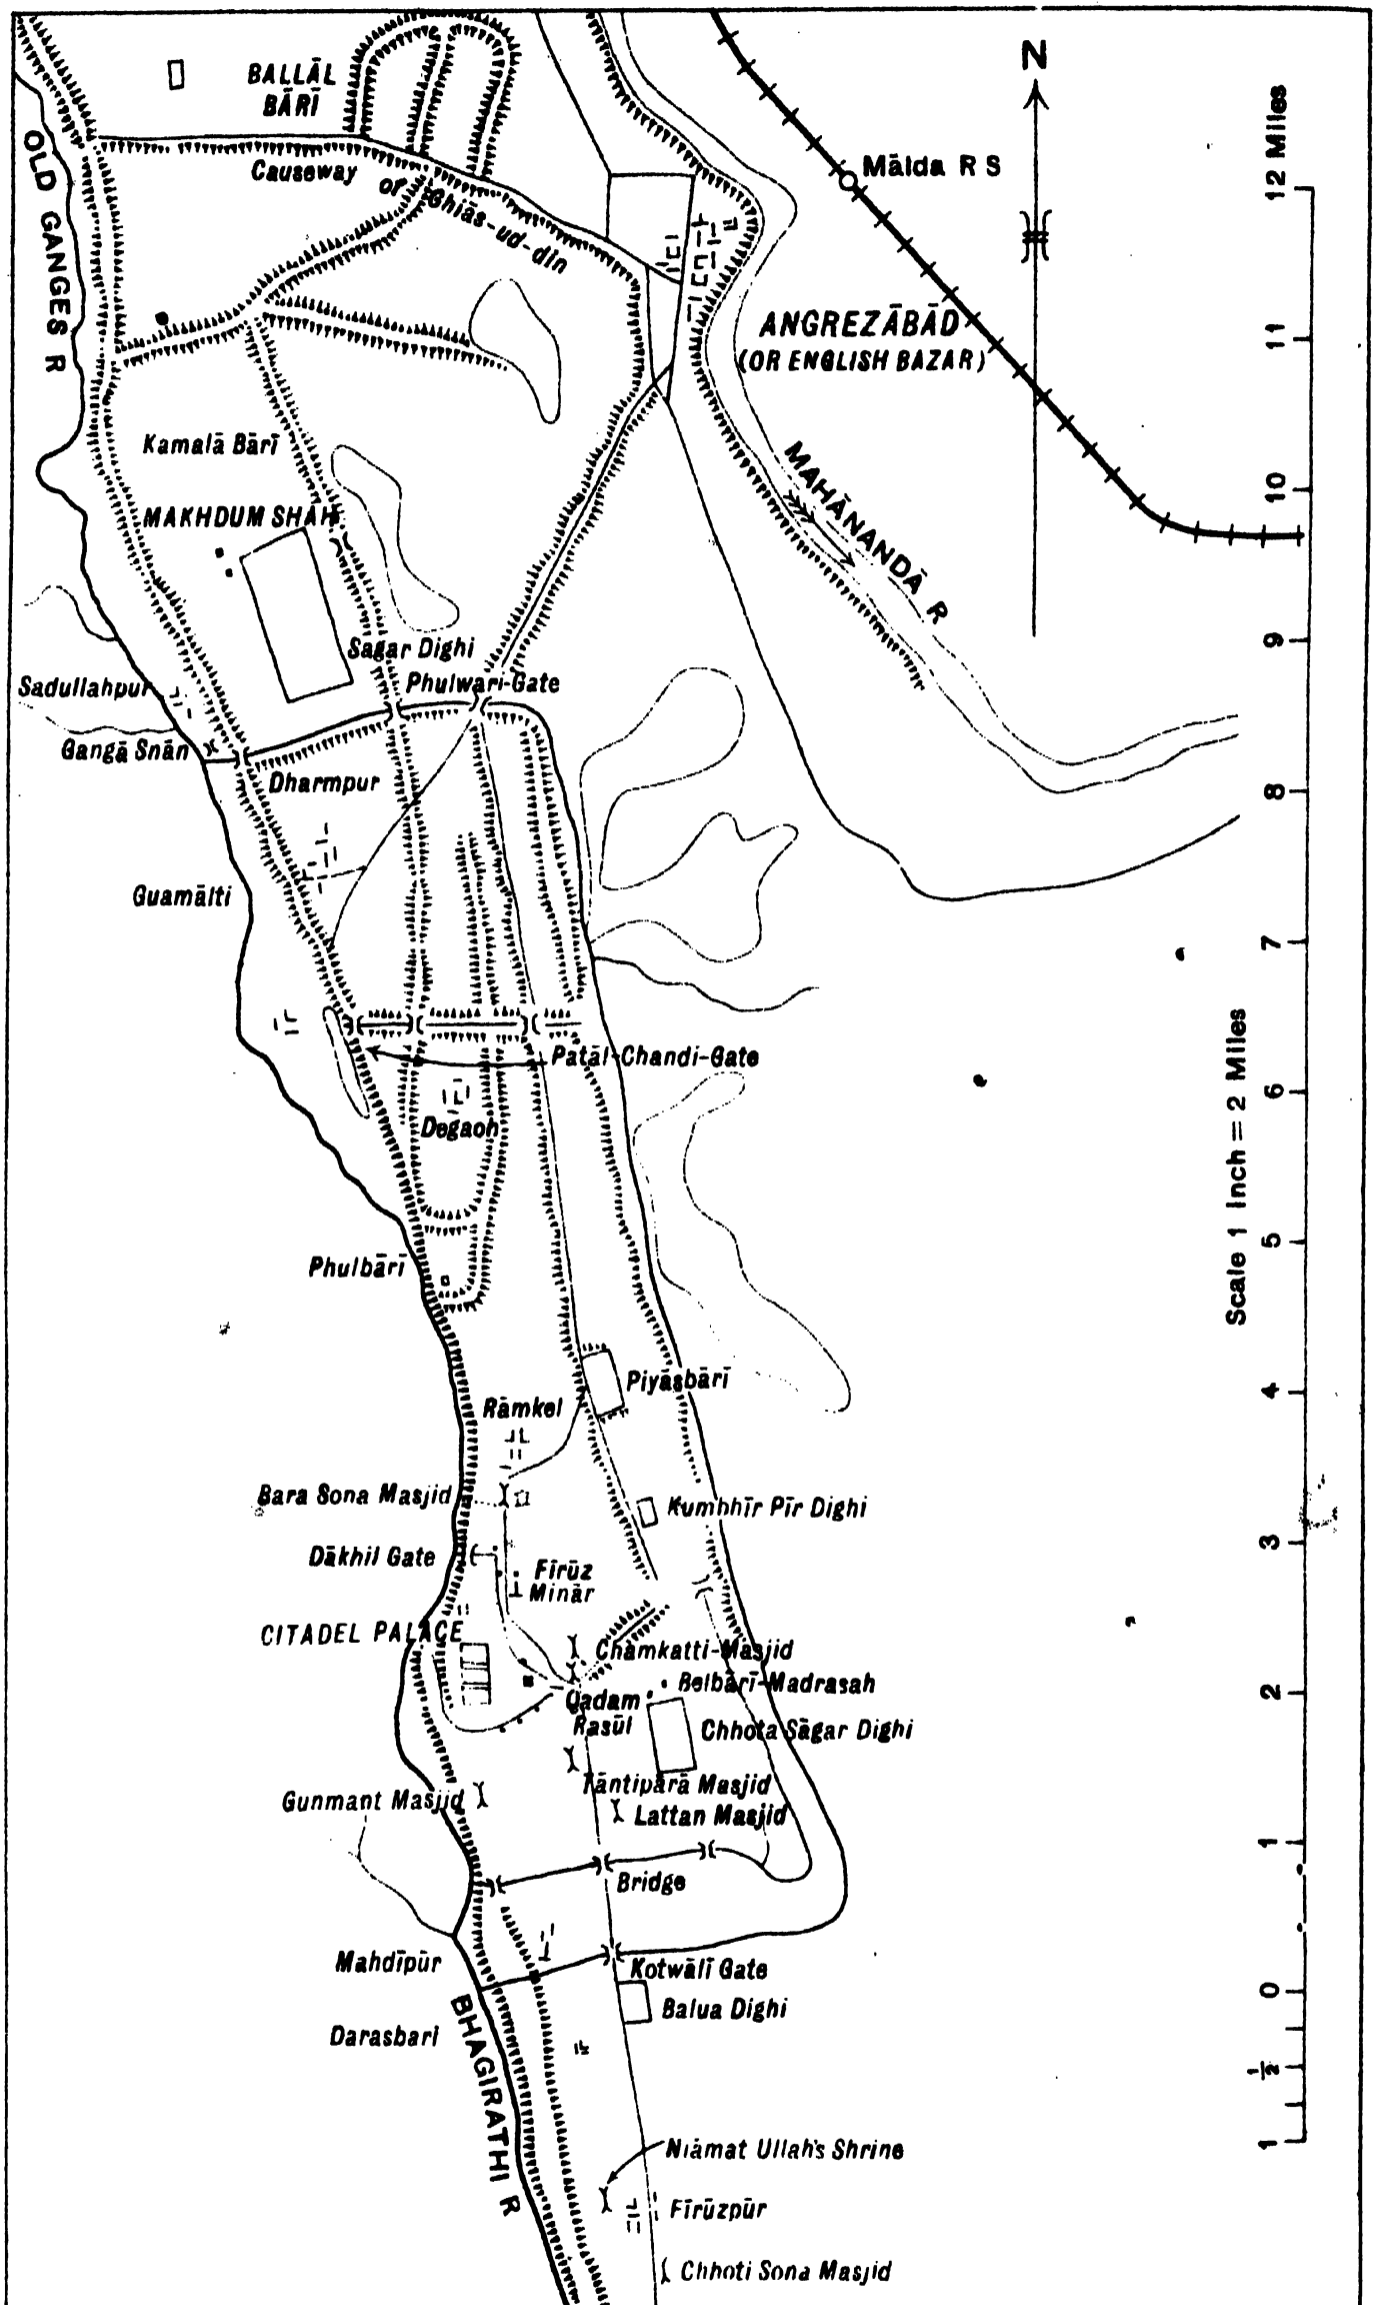 N
BALLĀL
BĀRĪ
Mālda R S
Causeway of Ghiās-ud-din
OLD GANGES R
ANGREZĀBĀD
(OR ENGLISH BAZAR)
Kamalā Bārī
MAKHDUM SHĀH
MAHĀNANDĀ R
Sagar Dighi
Phulwari-Gate
Sadullahpur
Gangā Snān
Dharmpur
Guamālti
Patāl-Chandi-Gate
Degaon
Phulbārī
Piyāsbārī
Rāmkel
Bara Sona Masjid
Kumbhīr Pīr Dighi
Dākhil Gate
Fīrūz
Minār
CITADEL PALACE
Chāmkatti-Masjid
Belbārī-Madrasah
Qadam
Rasūl
Chhota Sāgar Dighi
Tāntipārā Masjid
Gunmant Masjid
Lattan Masjid
Bridge
Mahdīpūr
Kotwālī Gate
Balua Dighi
Darasbari
BHAGIRATHI R
Niāmat Ullah's Shrine
Fīrūzpūr
Chhoti Sona Masjid
12 Miles
11
10
9
8
7
6
5
4
3
2
1
0
½
1
Scale 1 Inch = 2 Miles